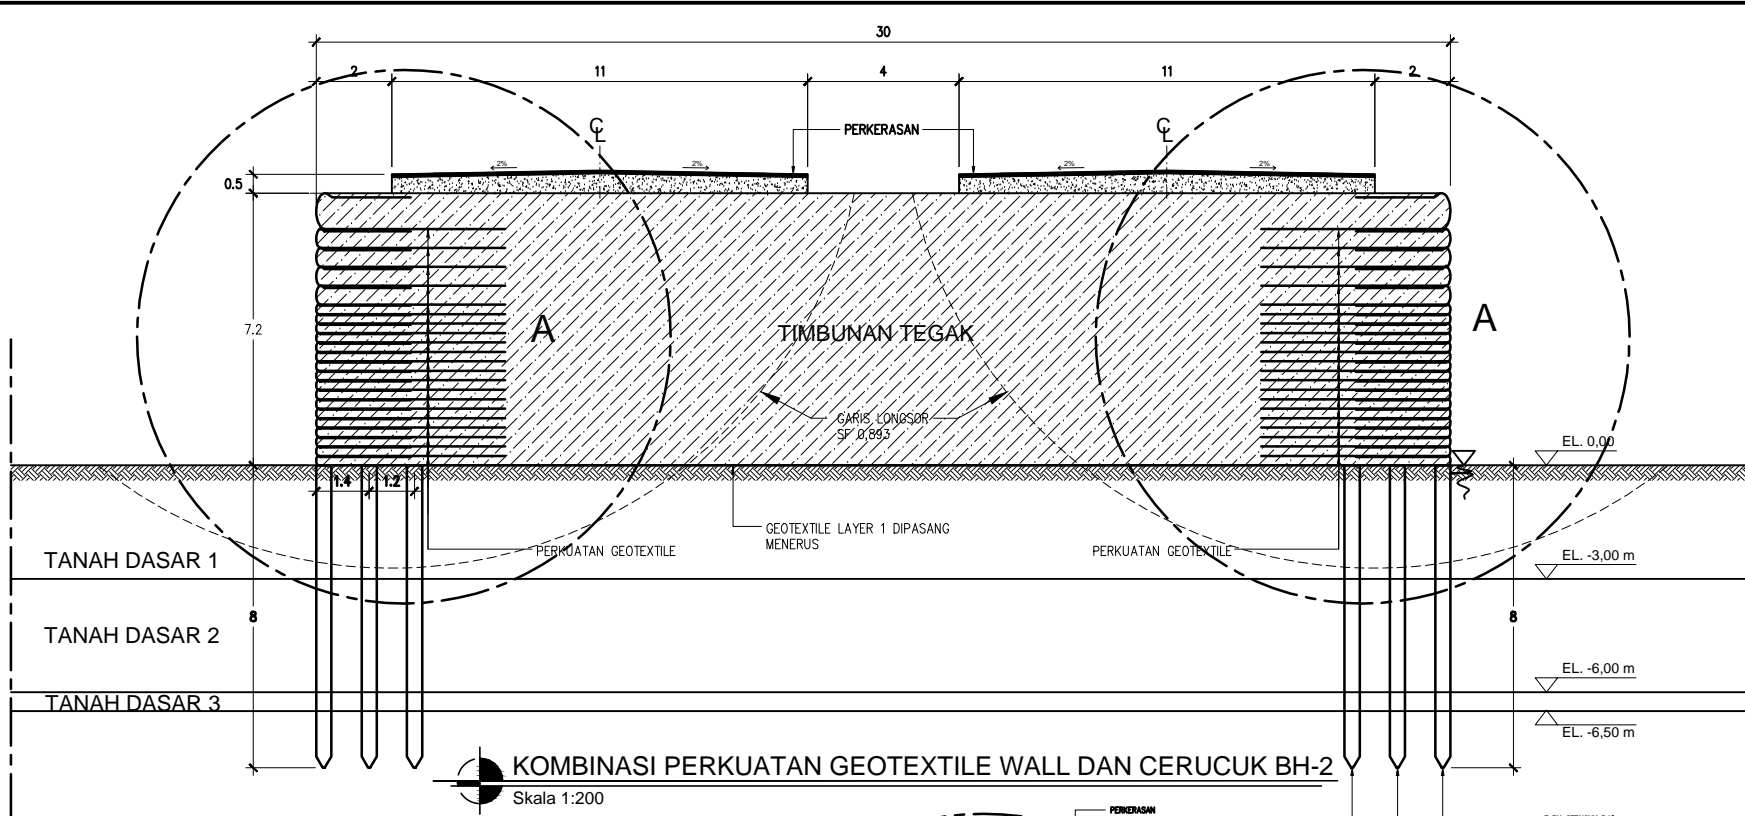 30
2
11
4
11
2
C L
PERKERASAN
C L
2%
2%
2%
2%
0.5
7.2
A
TIMBUNAN TEGAK
A
GARIS LONGSOR
SF 0,893
EL. 0,00
1.4
1.2
GEOTEXTILE LAYER 1 DIPASANG
MENERUS
PERKUATAN GEOTEXTILE
PERKUATAN GEOTEXTILE
EL. -3,00 m
TANAH DASAR 1
8
8
TANAH DASAR 2
EL. -6,00 m
TANAH DASAR 3
EL. -6,50 m
KOMBINASI PERKUATAN GEOTEXTILE WALL DAN CERUCUK BH-2
Skala 1:200
PERKERASAN